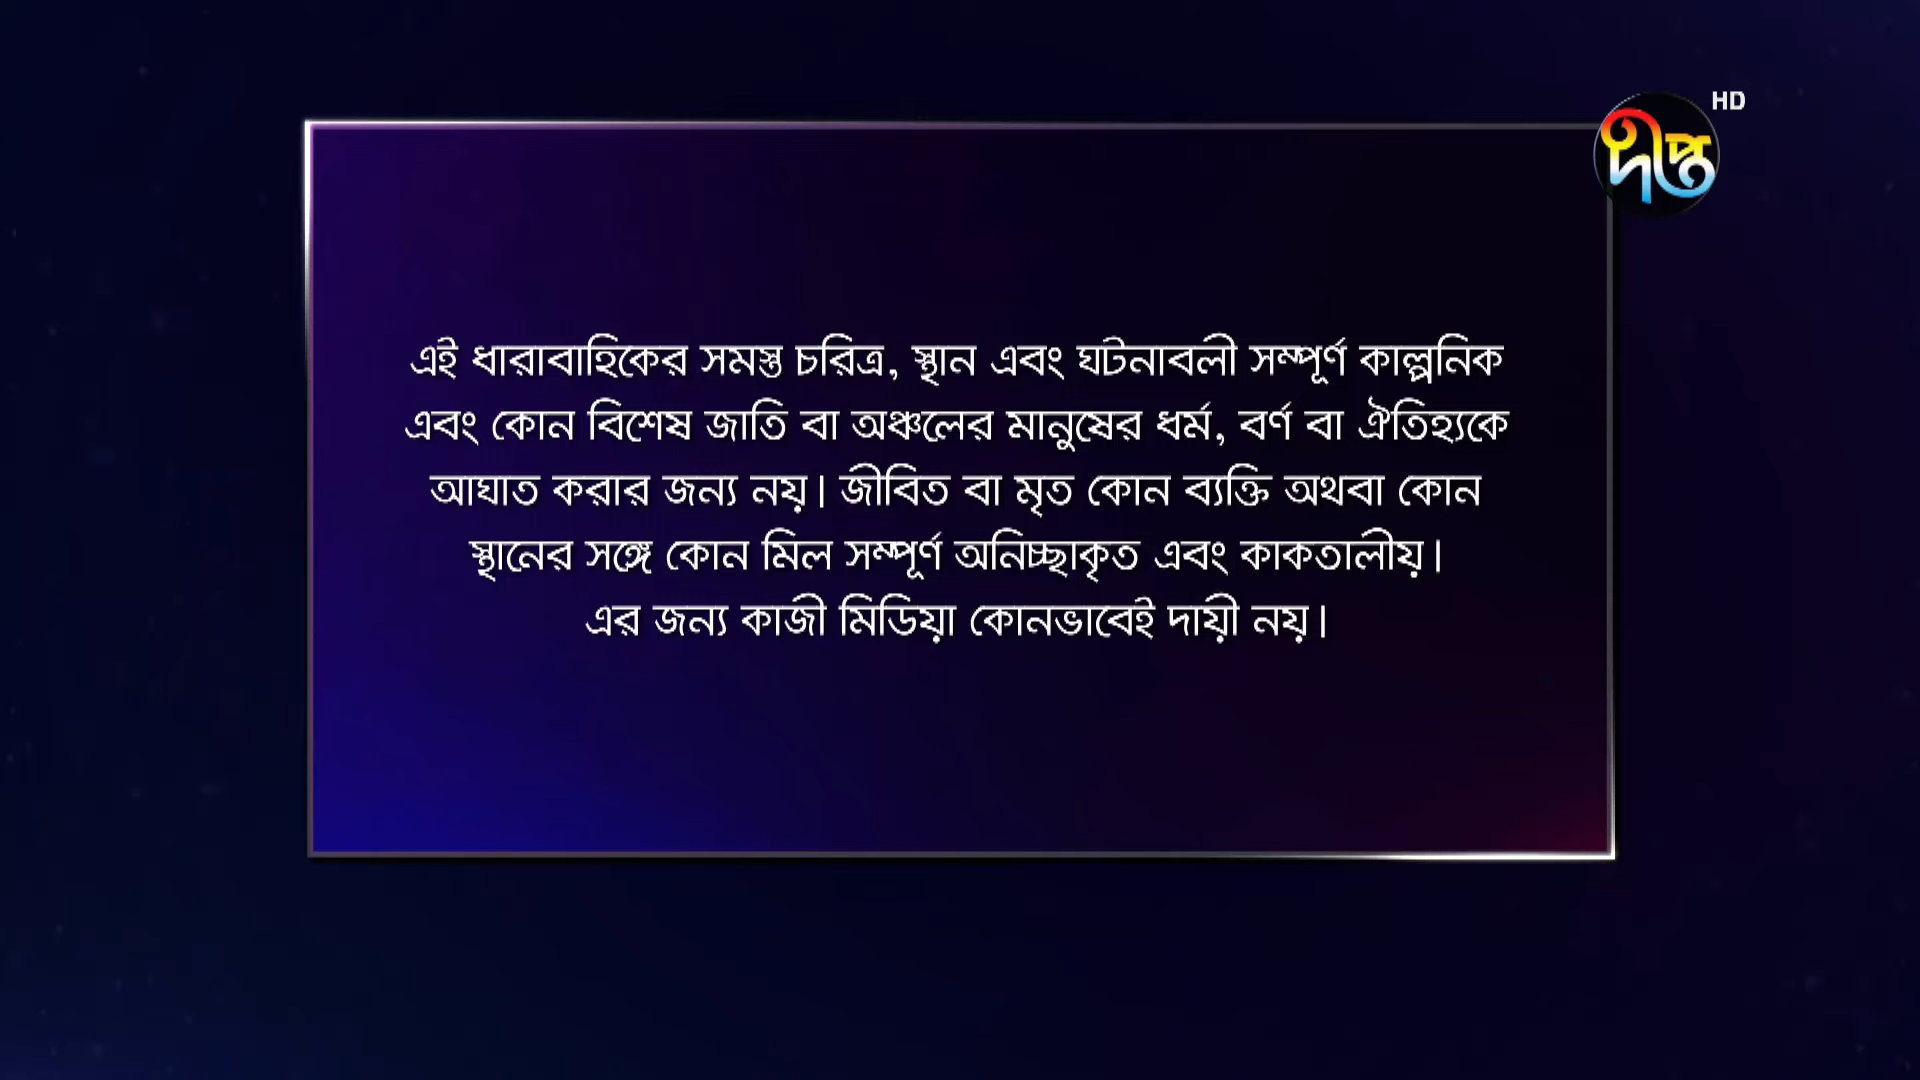 HD
দীপ্ত
এই ধারাবাহিকের সমস্ত চরিত্র, স্থান এবং ঘটনাবলী সম্পূর্ণ কাল্পনিক
এবং কোন বিশেষ জাতি বা অঞ্চলের মানুষের ধর্ম, বর্ণ বা ঐতিহ্যকে
আঘাত করার জন্য নয়। জীবিত বা মৃত কোন ব্যক্তি অথবা কোন
স্থানের সঙ্গে কোন মিল সম্পূর্ণ অনিচ্ছাকৃত এবং কাকতালীয়।
এর জন্য কাজী মিডিয়া কোনভাবেই দায়ী নয়।